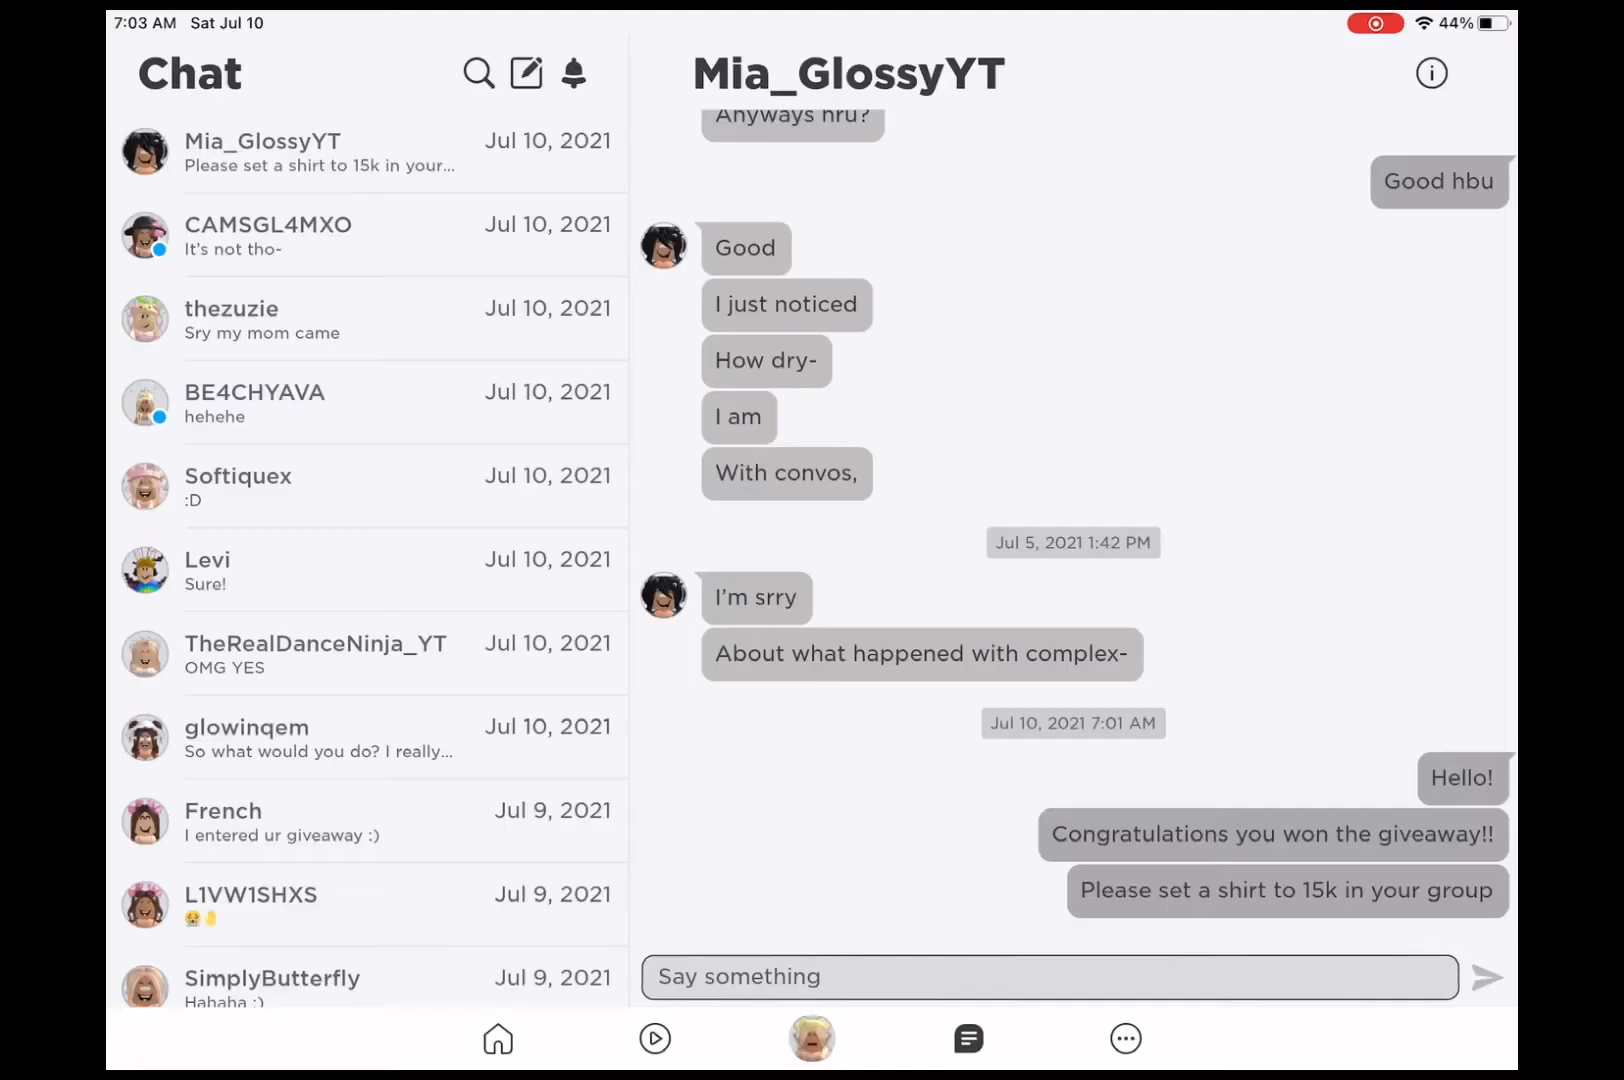 7:03 AM Sat Jul 10
44%
Chat
Mia_GlossyYT Jul 10, 2021
Please set a shirt to 15k in your...
CAMSGL4MXO Jul 10, 2021
It's not tho-
thezuzie Jul 10, 2021
Sry my mom came
BE4CHYAVA Jul 10, 2021
hehehe
Softiquex Jul 10, 2021
:D
Levi Jul 10, 2021
Sure!
TheRealDanceNinja_YT Jul 10, 2021
OMG YES
glowinqem Jul 10, 2021
So what would you do? I really...
French Jul 9, 2021
I entered ur giveaway :)
L1VW1SHXS Jul 9, 2021
😭🤚
SimplyButterfly Jul 9, 2021
Hahaha :)
Mia_GlossyYT
Anyways hru?
Good hbu
Good
I just noticed
How dry-
I am
With convos,
Jul 5, 2021 1:42 PM
I'm srry
About what happened with complex-
Jul 10, 2021 7:01 AM
Hello!
Congratulations you won the giveaway!!
Please set a shirt to 15k in your group
Say something